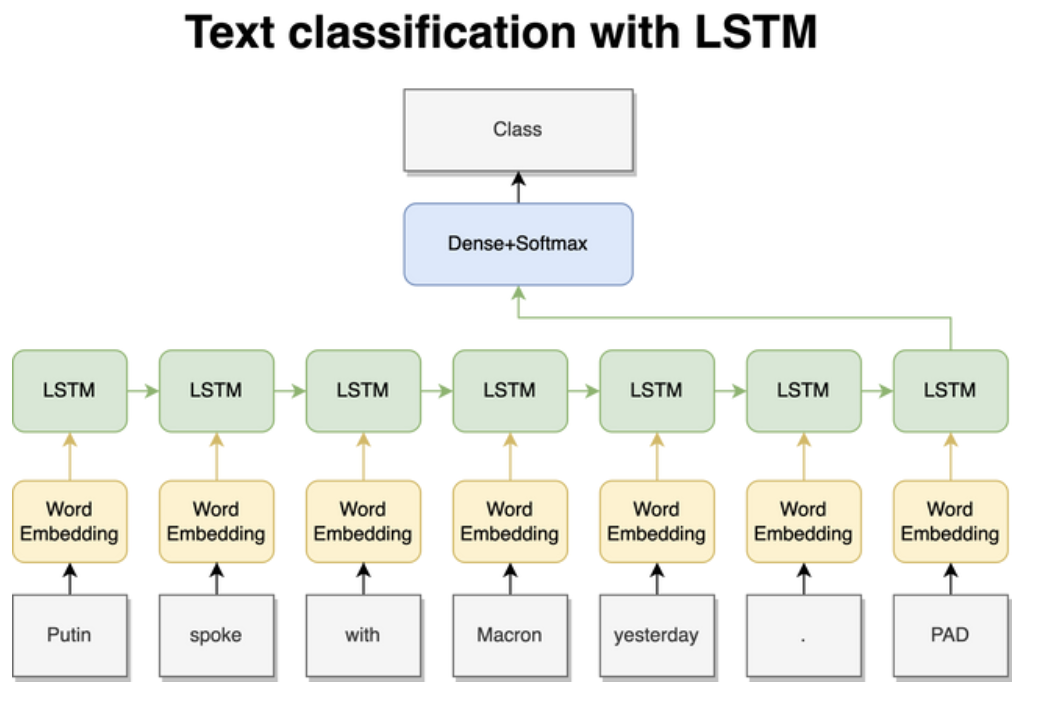 Text classification with LSTM
Class
Dense+Softmax
LSTM LSTM LSTM LSTM LSTM LSTM LSTM
Word Word Word Word Word Word Word
Embedding Embedding Embedding Embedding Embedding Embedding Embedding
Putin spoke with Macron yesterday . PAD